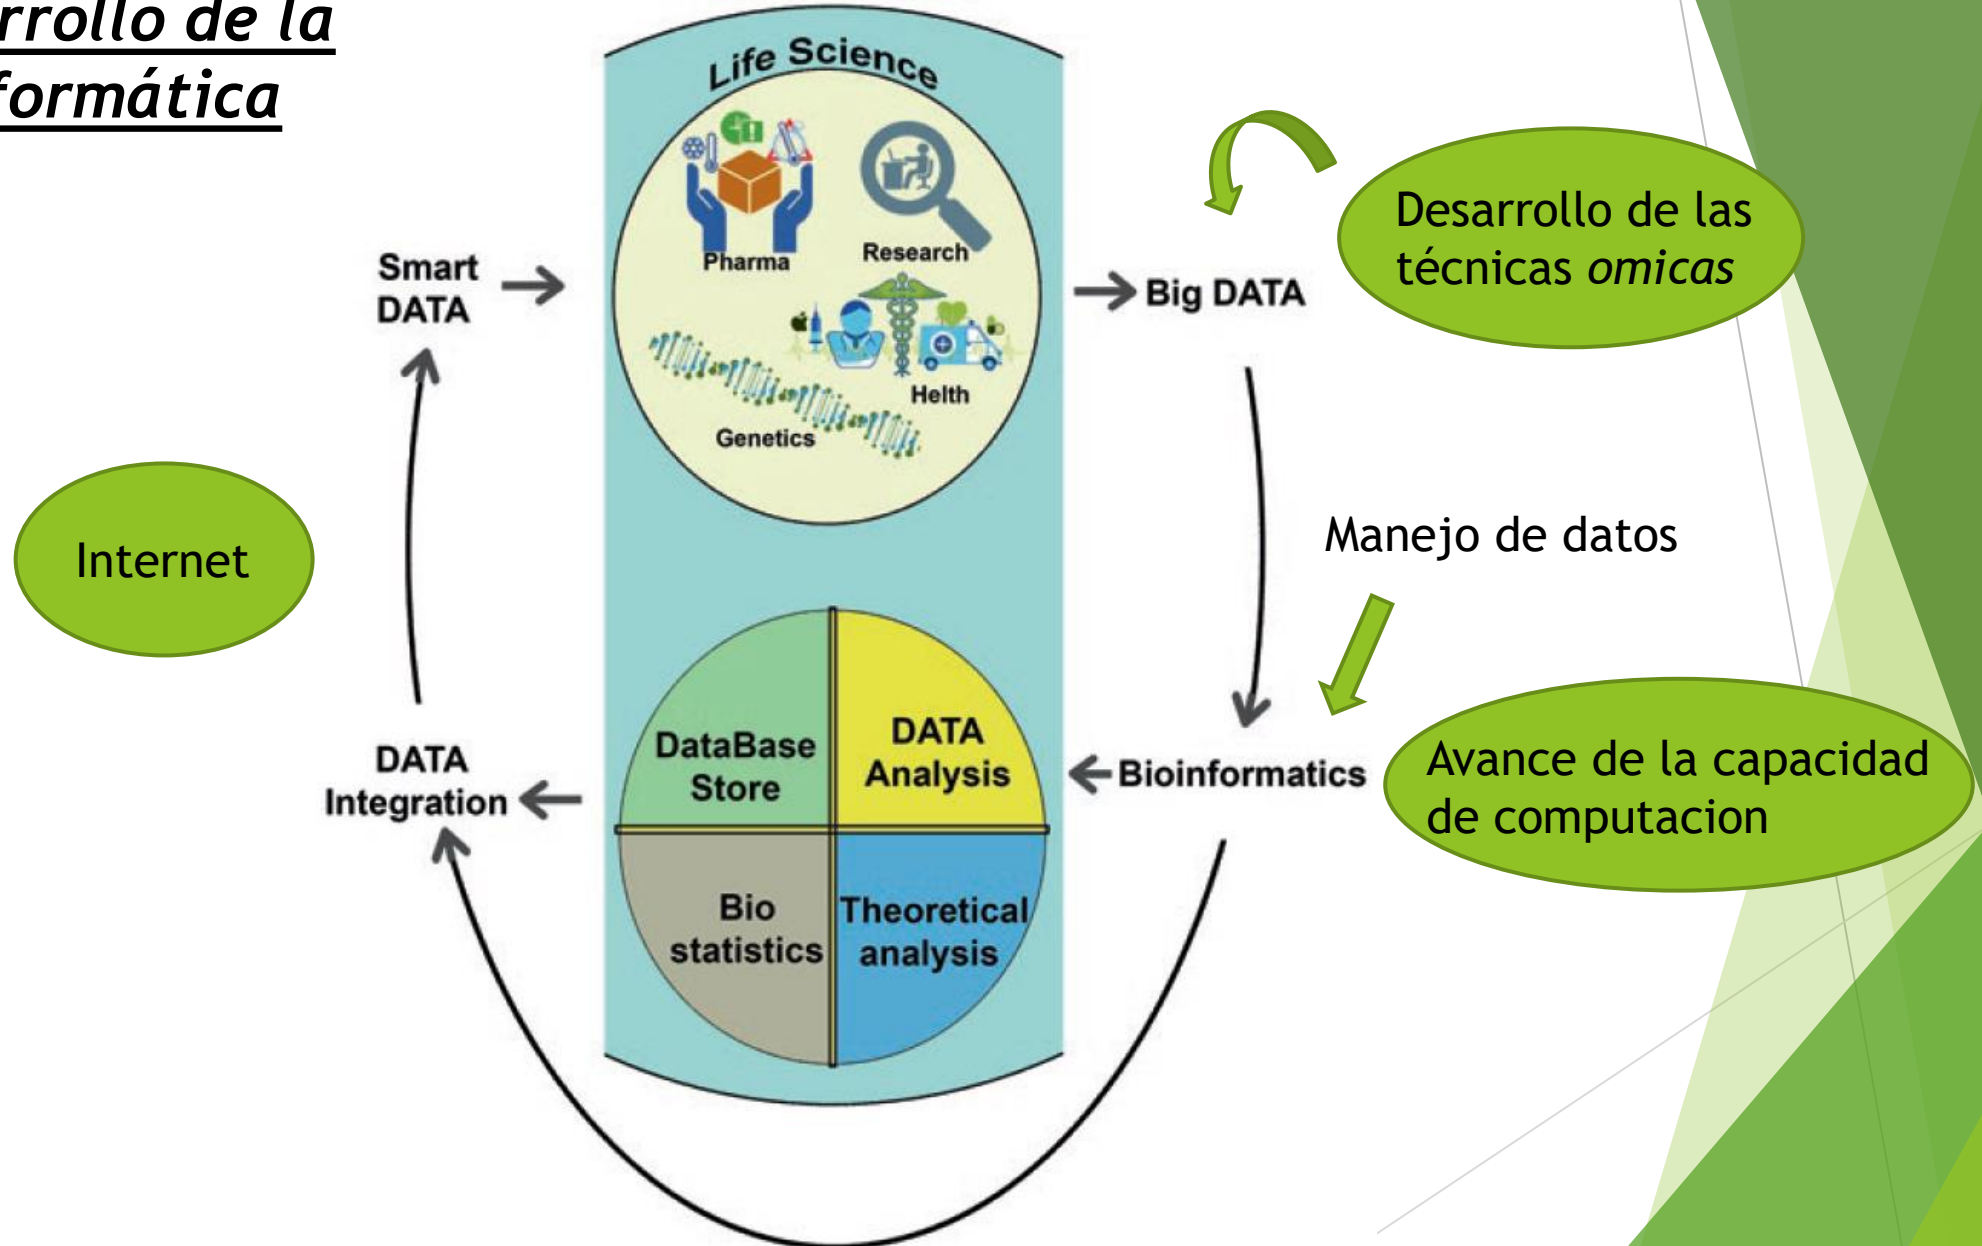 rrollo de la
formática
Life Science
Pharma
Research
Helth
Genetics
Smart
DATA
Big DATA
Desarrollo de las
técnicas omicas
Internet
Manejo de datos
DataBase
Store
DATA
Analysis
Bio
statistics
Theoretical
analysis
DATA
Integration
Bioinformatics
Avance de la capacidad
de computacion